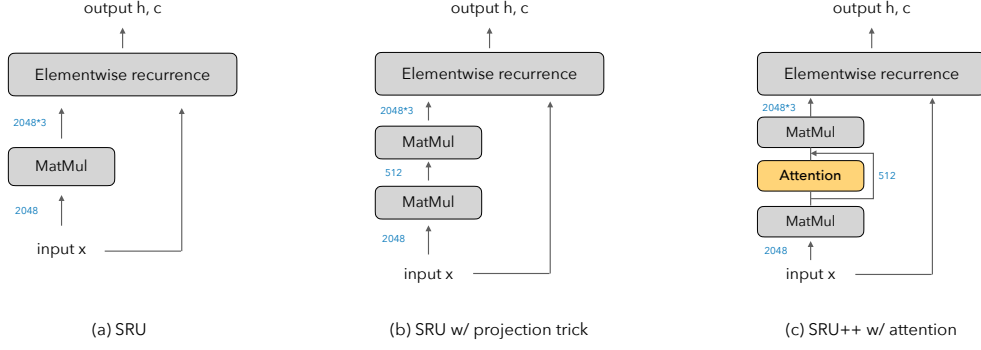 output h, c
Elementwise recurrence
2048*3
MatMul
2048
input x
(a) SRU
output h, c
Elementwise recurrence
2048*3
MatMul
512
MatMul
2048
input x
(b) SRU w/ projection trick
output h, c
Elementwise recurrence
2048*3
MatMul
Attention
512
MatMul
2048
input x
(c) SRU++ w/ attention